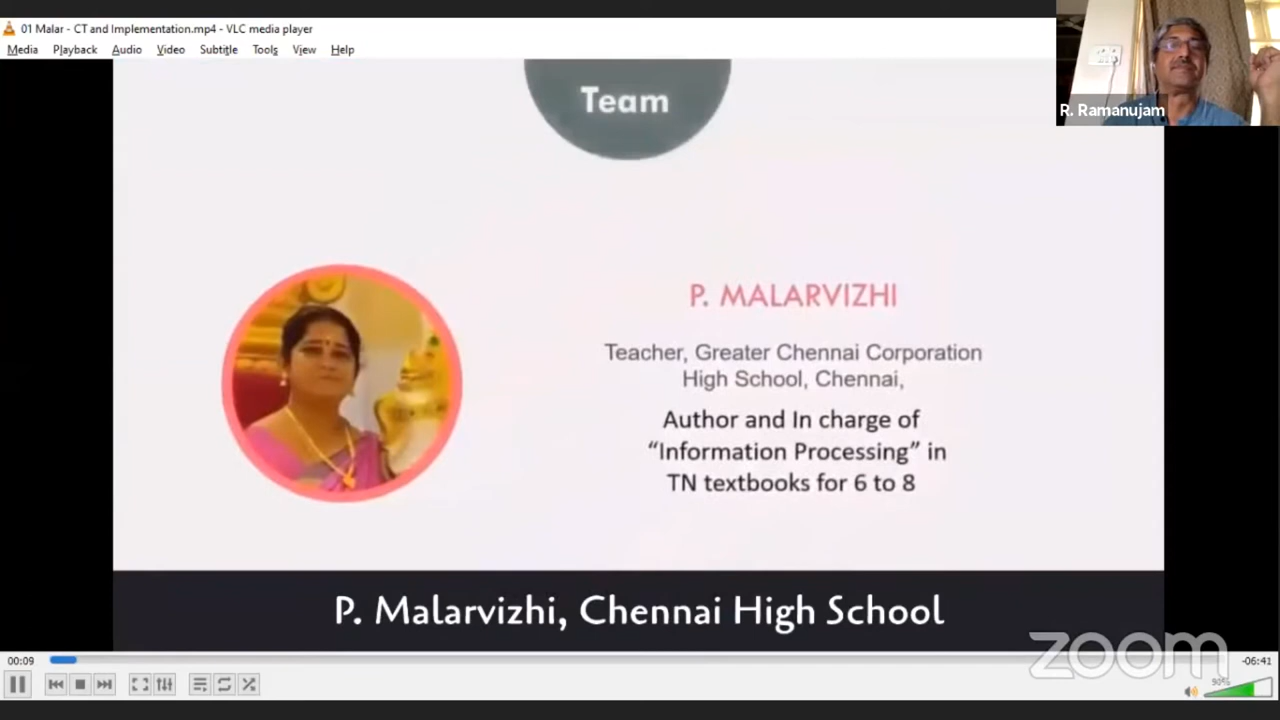 01 Malar - CT and Implementation.mp4 - VLC media player
Media Playback Audio Video Subtitle Tools View Help
R. Ramanujam
Team
P. MALARVIZHI
Teacher, Greater Chennai Corporation
High School, Chennai,
Author and In charge of
“Information Processing” in
TN textbooks for 6 to 8
P. Malarvizhi, Chennai High School
zoom
00:09
-06:41
90%